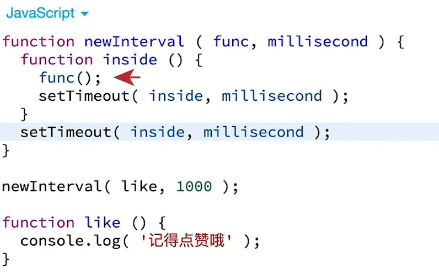 JavaScript
function newInterval ( func, millisecond ) {
function inside () {
func();
setTimeout( inside, millisecond );
}
setTimeout( inside, millisecond );
}
newInterval( like, 1000 );
function like () {
console.log( '记得点赞哦' );
}